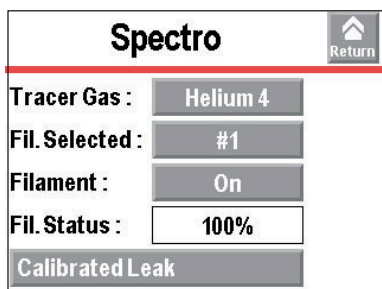 Spectro
Return
Tracer Gas : Helium 4
Fil. Selected : #1
Filament : On
Fil. Status : 100%
Calibrated Leak